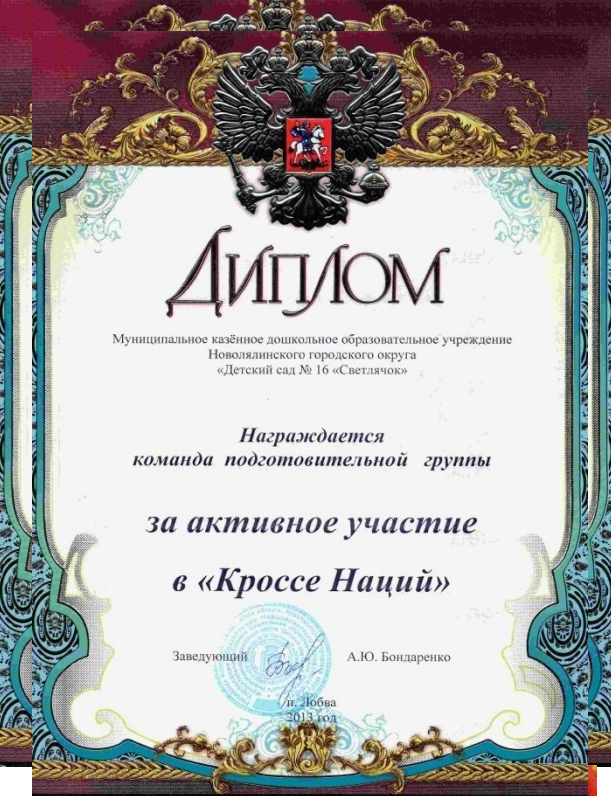 Диплом
Муниципальное казённое дошкольное образовательное учреждение
Новолялинского городского округа
«Детский сад № 16 «Светлячок»
Награждается
команда подготовительной группы
за активное участие
в «Кроссе Наций»
Заведующий А.Ю. Бондаренко
п. Лобва
2013 год